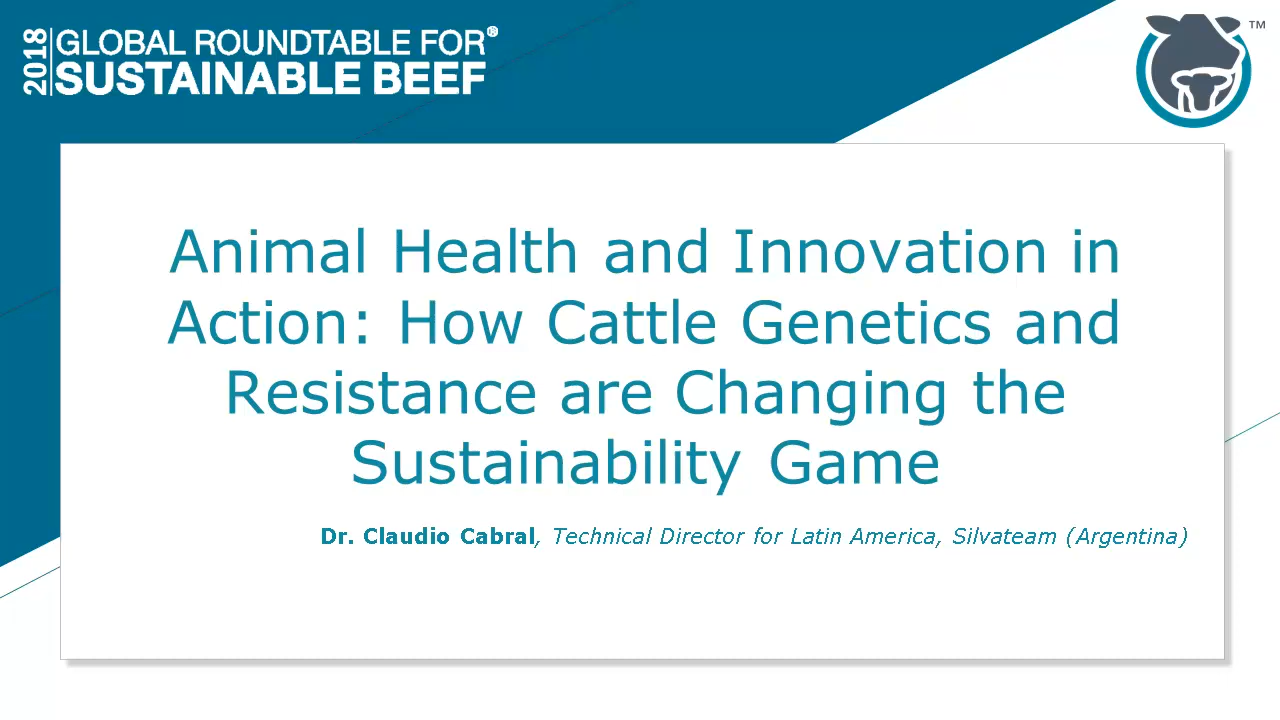 2018 GLOBAL ROUNDTABLE FOR®
SUSTAINABLE BEEF
TM
Animal Health and Innovation in
Action: How Cattle Genetics and
Resistance are Changing the
Sustainability Game
Dr. Claudio Cabral, Technical Director for Latin America, Silvateam (Argentina)